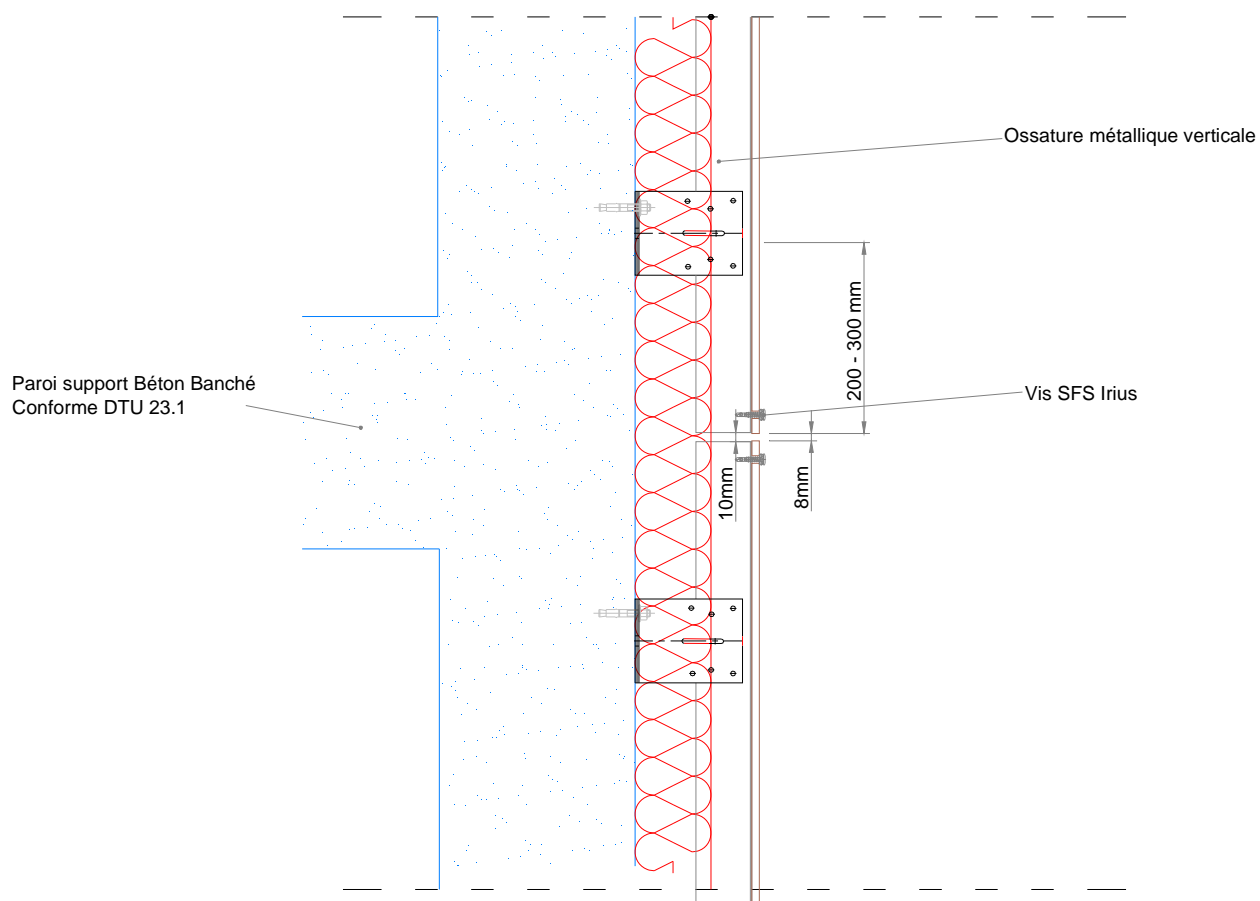 Ossature métallique verticale
200 - 300 mm
Paroi support Béton Banché
Conforme DTU 23.1
Vis SFS Irius
10mm
8mm